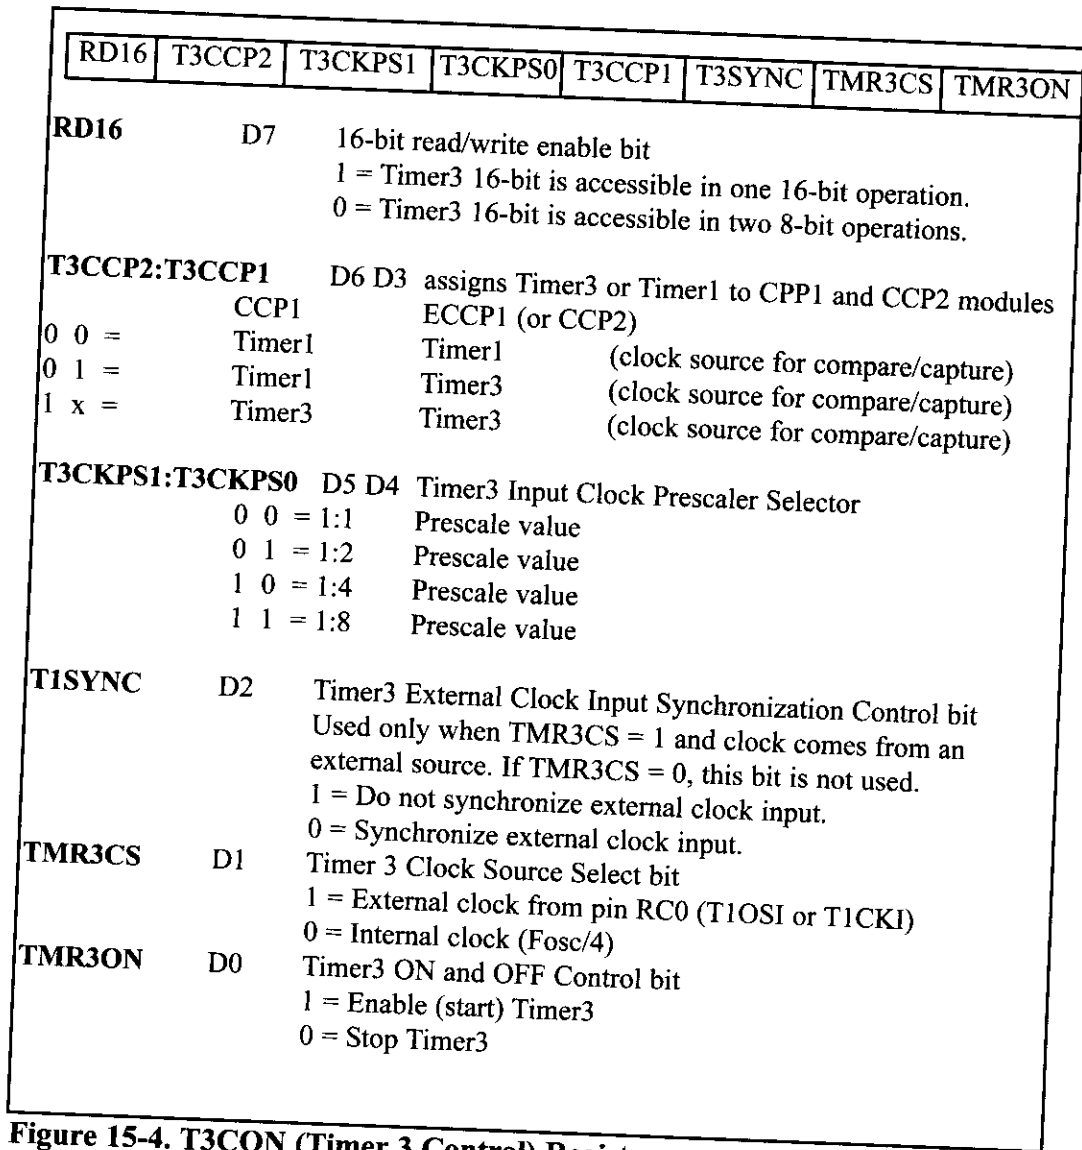 RD16 T3CCP2 T3CKPS1 T3CKPS0 T3CCP1 T3SYNC TMR3CS TMR3ON
RD16 D7 16-bit read/write enable bit
1 = Timer3 16-bit is accessible in one 16-bit operation.
0 = Timer3 16-bit is accessible in two 8-bit operations.
T3CCP2:T3CCP1 D6 D3 assigns Timer3 or Timer1 to CPP1 and CCP2 modules
CCP1 ECCP1 (or CCP2)
0 0 = Timer1 Timer1 (clock source for compare/capture)
0 1 = Timer1 Timer3 (clock source for compare/capture)
1 x = Timer3 Timer3 (clock source for compare/capture)
T3CKPS1:T3CKPS0 D5 D4 Timer3 Input Clock Prescaler Selector
0 0 = 1:1 Prescale value
0 1 = 1:2 Prescale value
1 0 = 1:4 Prescale value
1 1 = 1:8 Prescale value
T1SYNC D2 Timer3 External Clock Input Synchronization Control bit
Used only when TMR3CS = 1 and clock comes from an
external source. If TMR3CS = 0, this bit is not used.
1 = Do not synchronize external clock input.
0 = Synchronize external clock input.
TMR3CS D1 Timer 3 Clock Source Select bit
1 = External clock from pin RC0 (T1OSI or T1CKI)
0 = Internal clock (Fosc/4)
TMR3ON D0 Timer3 ON and OFF Control bit
1 = Enable (start) Timer3
0 = Stop Timer3
Figure 15-4. T3CON (Timer 3 Control)